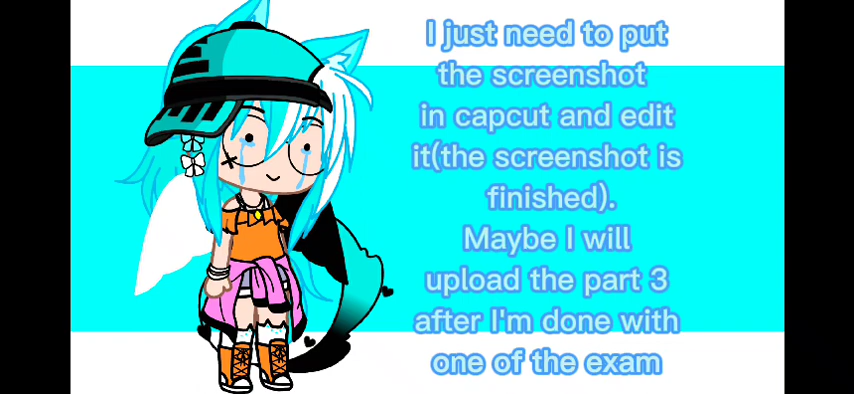 I just need to put
the screenshot
in capcut and edit
it(the screenshot is
finished).
Maybe I will
upload the part 3
after I'm done with
one of the exam